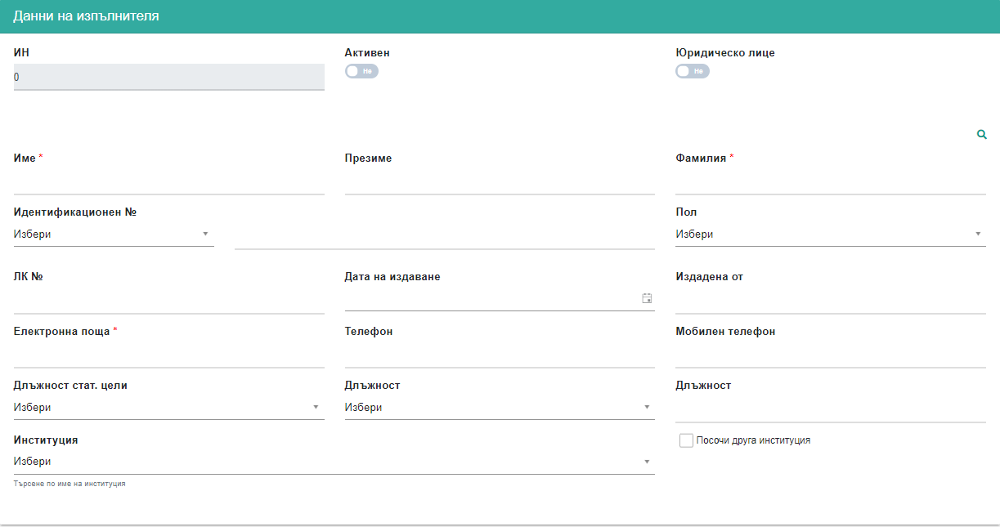 Данни на изпълнителя
ИН Активен Юридическо лице
0 Не Не
Име * Презиме Фамилия *
Идентификационен № Пол
Избери Избери
ЛК № Дата на издаване Издадена от
Електронна поща * Телефон Мобилен телефон
Длъжност стат. цели Длъжност Длъжност
Избери Избери
Институция Посочи друга институция
Избери
Търсене по име на институция